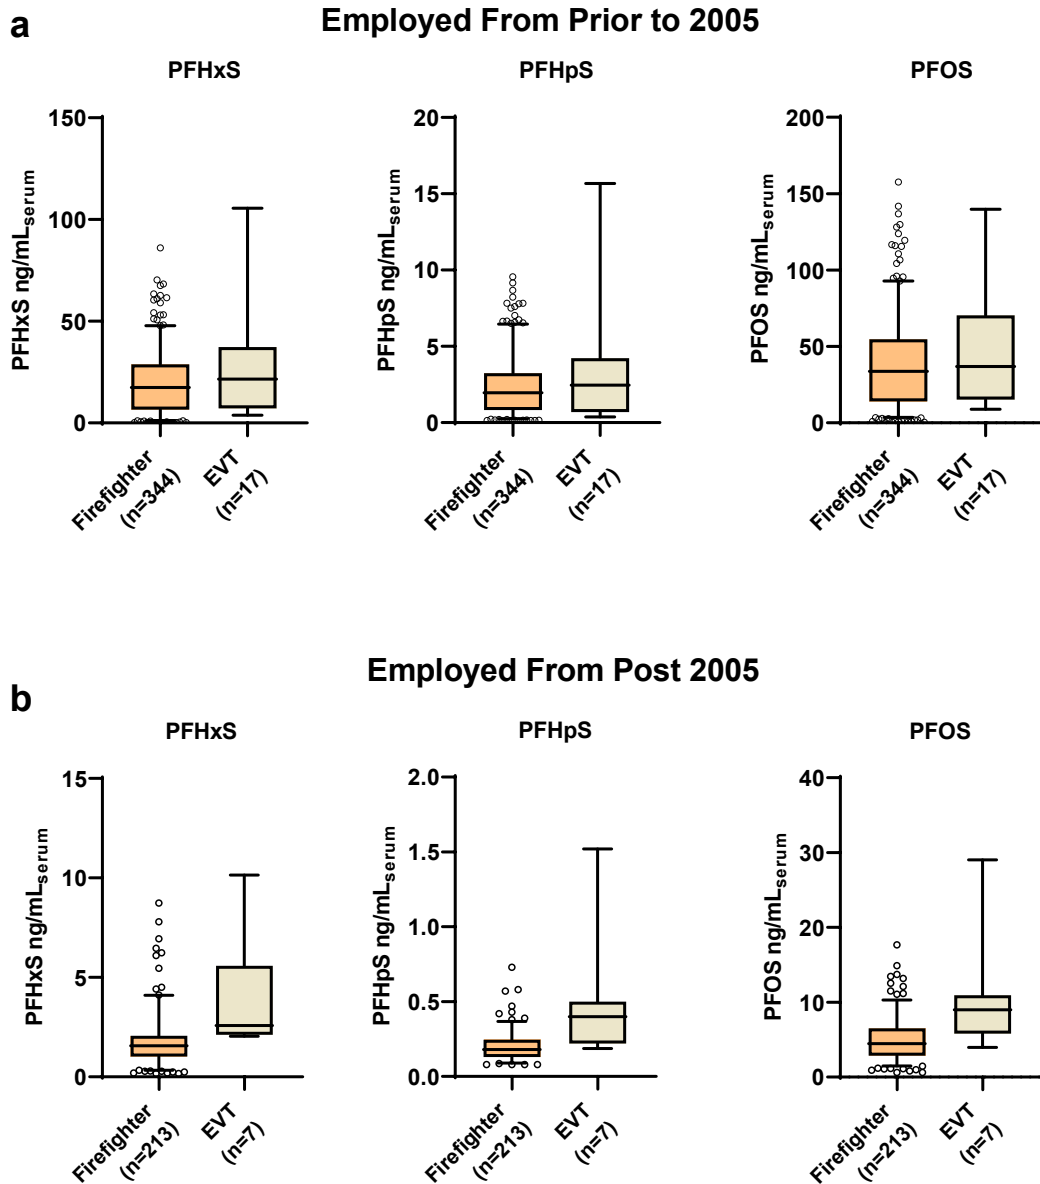 a
Employed From Prior to 2005
PFHxS
PFHpS
PFOS
PFHxS ng/mLserum
150
100
50
0
Firefighter
(n=344)
EVT
(n=17)
PFHpS ng/mLserum
20
15
10
5
0
Firefighter
(n=344)
EVT
(n=17)
PFOS ng/mLserum
200
150
100
50
0
Firefighter
(n=344)
EVT
(n=17)
b
Employed From Post 2005
PFHxS
PFHpS
PFOS
PFHxS ng/mLserum
15
10
5
0
Firefighter
(n=213)
EVT
(n=7)
PFHpS ng/mLserum
2.0
1.5
1.0
0.5
0.0
Firefighter
(n=213)
EVT
(n=7)
PFOS ng/mLserum
40
30
20
10
0
Firefighter
(n=213)
EVT
(n=7)